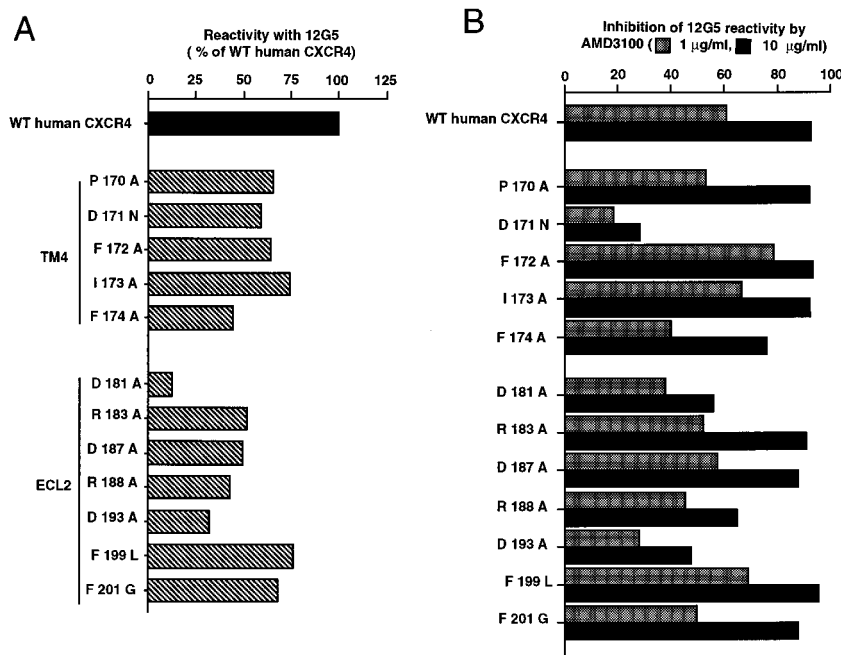 A
Reactivity with 12G5
( % of WT human CXCR4)
0 25 50 75 100 125
WT human CXCR4
P 170 A
D 171 N
TM4
F 172 A
I 173 A
F 174 A
D 181 A
R 183 A
D 187 A
ECL2
R 188 A
D 193 A
F 199 L
F 201 G
B
Inhibition of 12G5 reactivity by
AMD3100 ( 1 µg/ml, 10 µg/ml)
0 20 40 60 80 100
WT human CXCR4
P 170 A
D 171 N
F 172 A
I 173 A
F 174 A
D 181 A
R 183 A
D 187 A
R 188 A
D 193 A
F 199 L
F 201 G